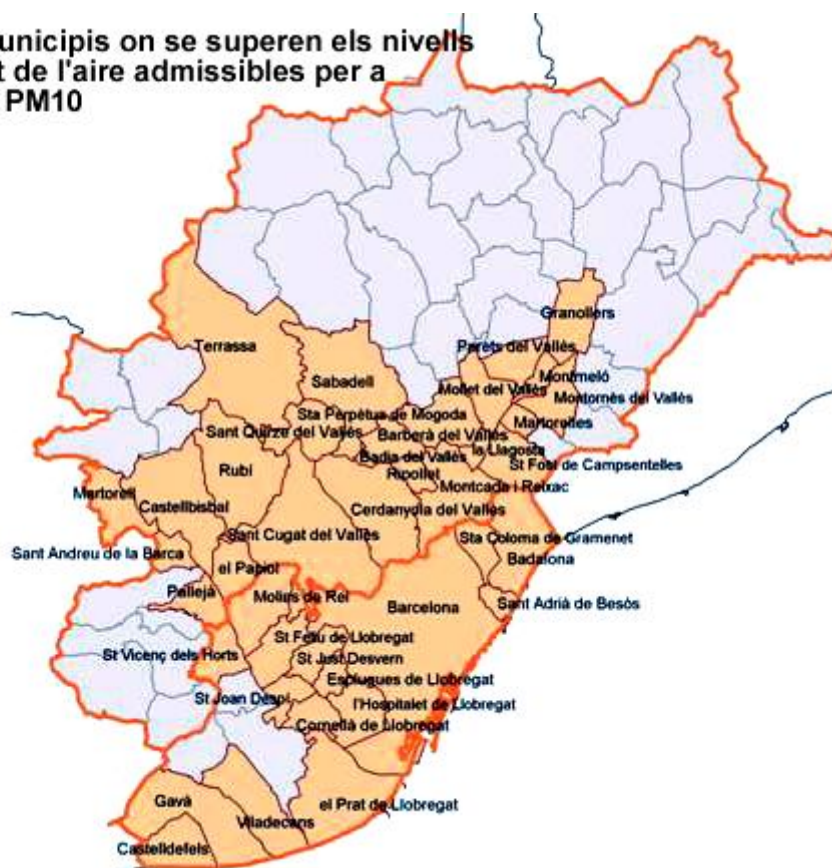 unicipis on se superen els nivells
t de l'aire admissibles per a
PM10
Granollers
Terrassa
Parets del Vallès
Sabadell
Montmeló
Mollet del Vallès
Montornès del Vallès
Sta Perpètua de Mogoda
Martorelles
Sant Quirze del Vallès
Barberà del Vallès
la Llagosta
Badia del Vallès
St Fost de Campsentelles
Rubí
Ripollet
Martorell
Montcada i Reixac
Castellbisbal
Cerdanyola del Vallès
Sant Cugat del Vallès
Sta Coloma de Gramenet
Sant Andreu de la Barca
Badalona
el Papiol
Pallejà
Molins de Rei
Barcelona
Sant Adrià de Besòs
St Feliu de Llobregat
St Vicenç dels Horts
St Just Desvern
Esplugues de Llobregat
St Joan Despí
l'Hospitalet de Llobregat
Cornellà de Llobregat
Gavà
el Prat de Llobregat
Viladecans
Castelldefels